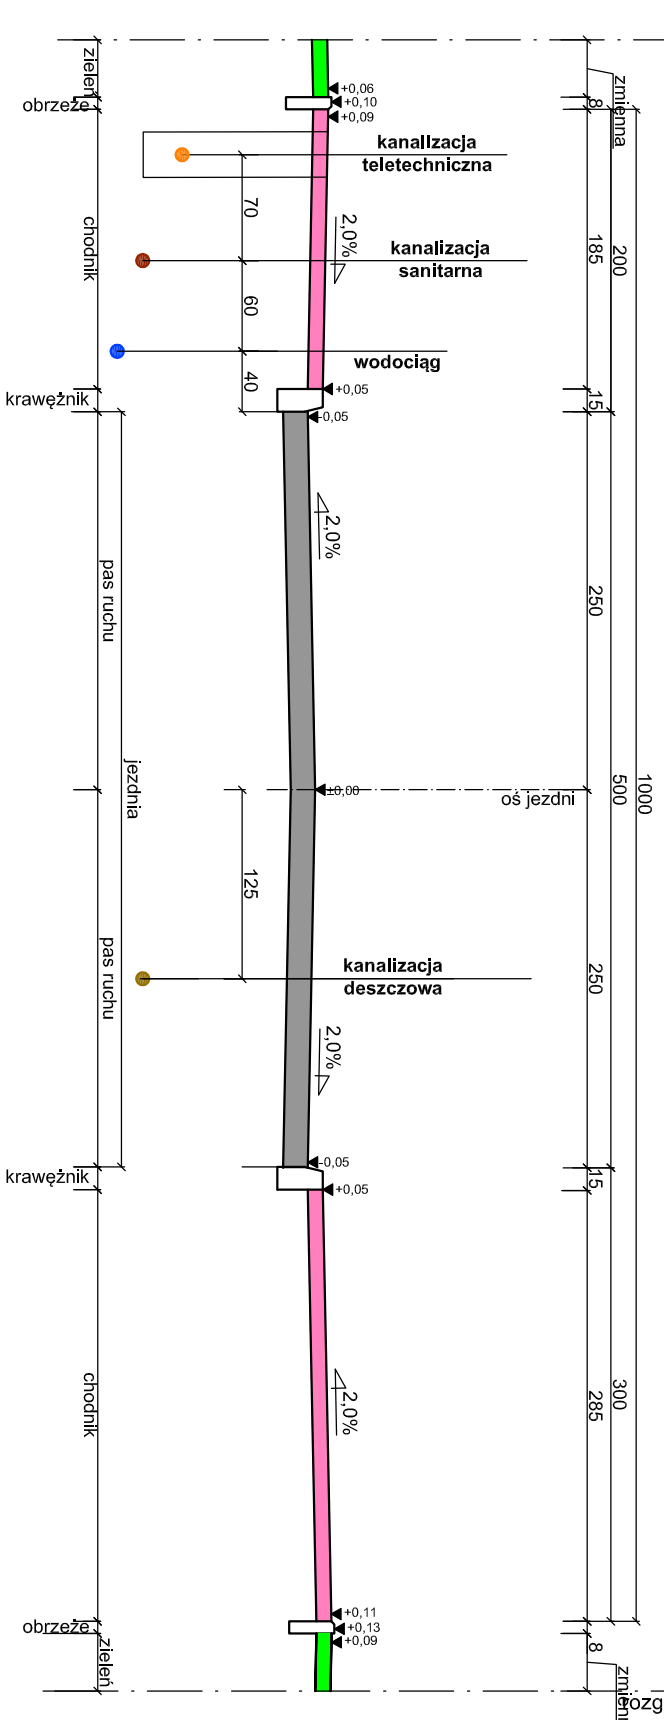 zieleń
zmienna
+0,06
obrzeże
+0,10
8
+0,09
kanalizacja
teletechniczna
70
chodnik
2,0%
kanalizacja
sanitarna
185
200
60
wodociąg
40
krawężnik
+0,05
15
-0,05
2,0%
pas ruchu
250
jezdnia
±0,00
oś jezdni
500
1000
125
pas ruchu
kanalizacja
deszczowa
250
2,0%
-0,05
krawężnik
15
+0,05
chodnik
2,0%
285
300
+0,11
obrzeże
+0,13
8
+0,09
zieleń